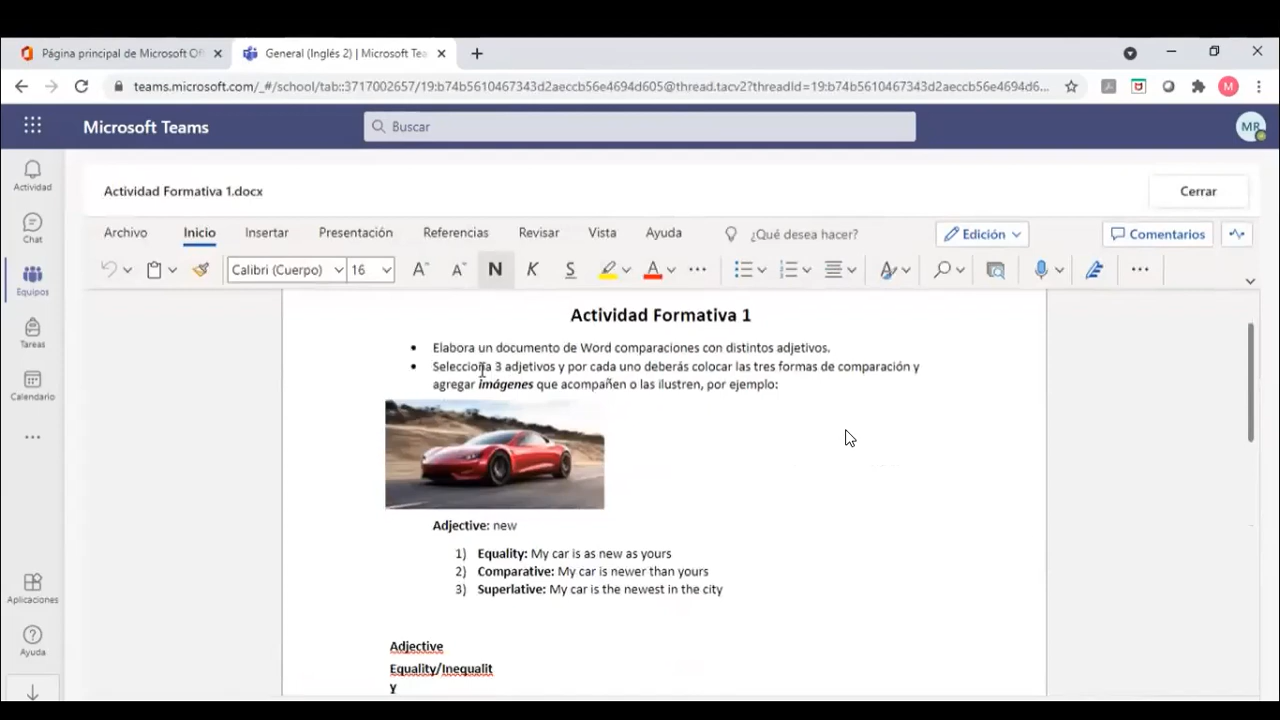 Página principal de Microsoft Of
General (Inglés 2) | Microsoft Tea
teams.microsoft.com/_#/school/tab::3717002657/19:b74b5610467343d2aeccb56e4694d605@thread.tacv2?threadId=19:b74b5610467343d2aeccb56e4694d6...
M
Microsoft Teams
Buscar
MR
Actividad
Chat
Equipos
Tareas
Calendario
Aplicaciones
Ayuda
Actividad Formativa 1.docx
Cerrar
Archivo Inicio Insertar Presentación Referencias Revisar Vista Ayuda ¿Qué desea hacer? Edición Comentarios
Calibri (Cuerpo) 16 A A N K S A
Actividad Formativa 1
• Elabora un documento de Word comparaciones con distintos adjetivos.
• Selecciona 3 adjetivos y por cada uno deberás colocar las tres formas de comparación y
agregar imágenes que acompañen o las ilustren, por ejemplo:
Adjective: new
1) Equality: My car is as new as yours
2) Comparative: My car is newer than yours
3) Superlative: My car is the newest in the city
Adjective
Equality/Inequalit
y